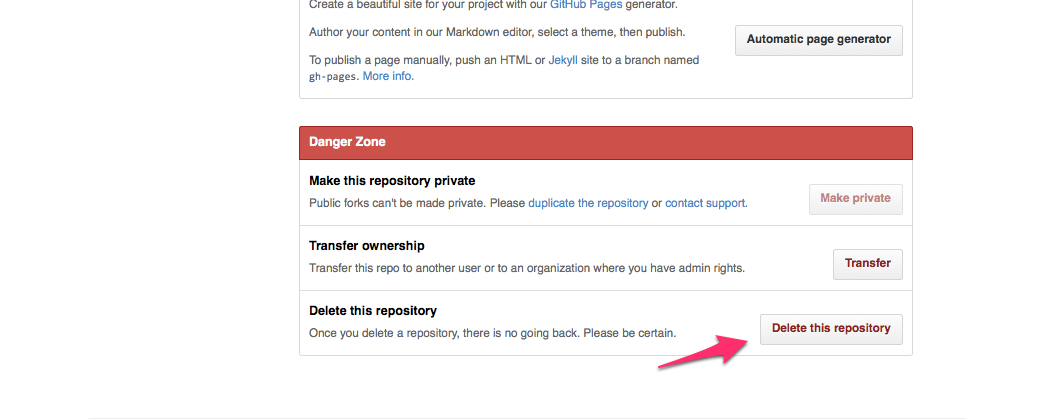 Create a beautiful site for your project with our GitHub Pages generator.
Author your content in our Markdown editor, select a theme, then publish.
Automatic page generator
To publish a page manually, push an HTML or Jekyll site to a branch named
gh-pages. More info.
Danger Zone
Make this repository private
Public forks can't be made private. Please duplicate the repository or contact support.
Make private
Transfer ownership
Transfer this repo to another user or to an organization where you have admin rights.
Transfer
Delete this repository
Once you delete a repository, there is no going back. Please be certain.
Delete this repository